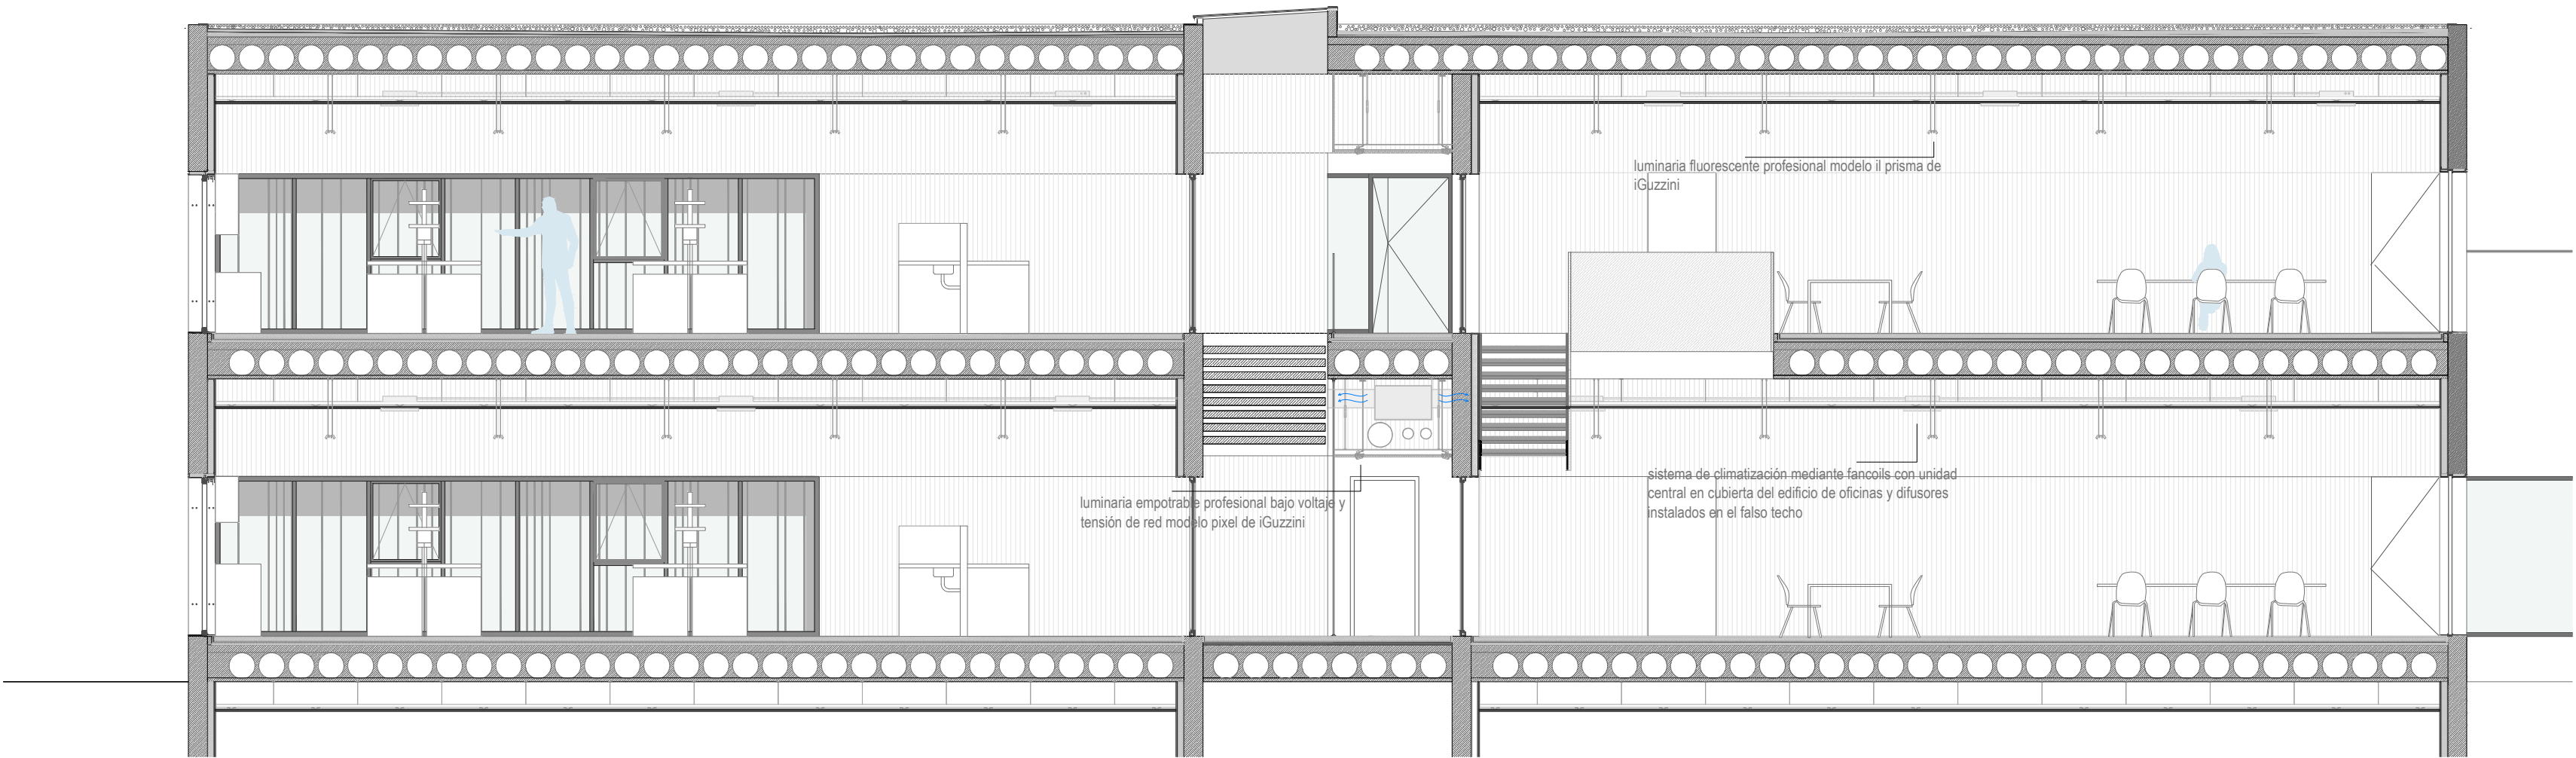 luminaria fluorescente profesional modelo il prisma de
iGuzzini
luminaria empotrable profesional bajo voltaje y
tensión de red modelo pixel de iGuzzini
sistema de climatización mediante fancoils con unidad
central en cubierta del edificio de oficinas y difusores
instalados en el falso techo